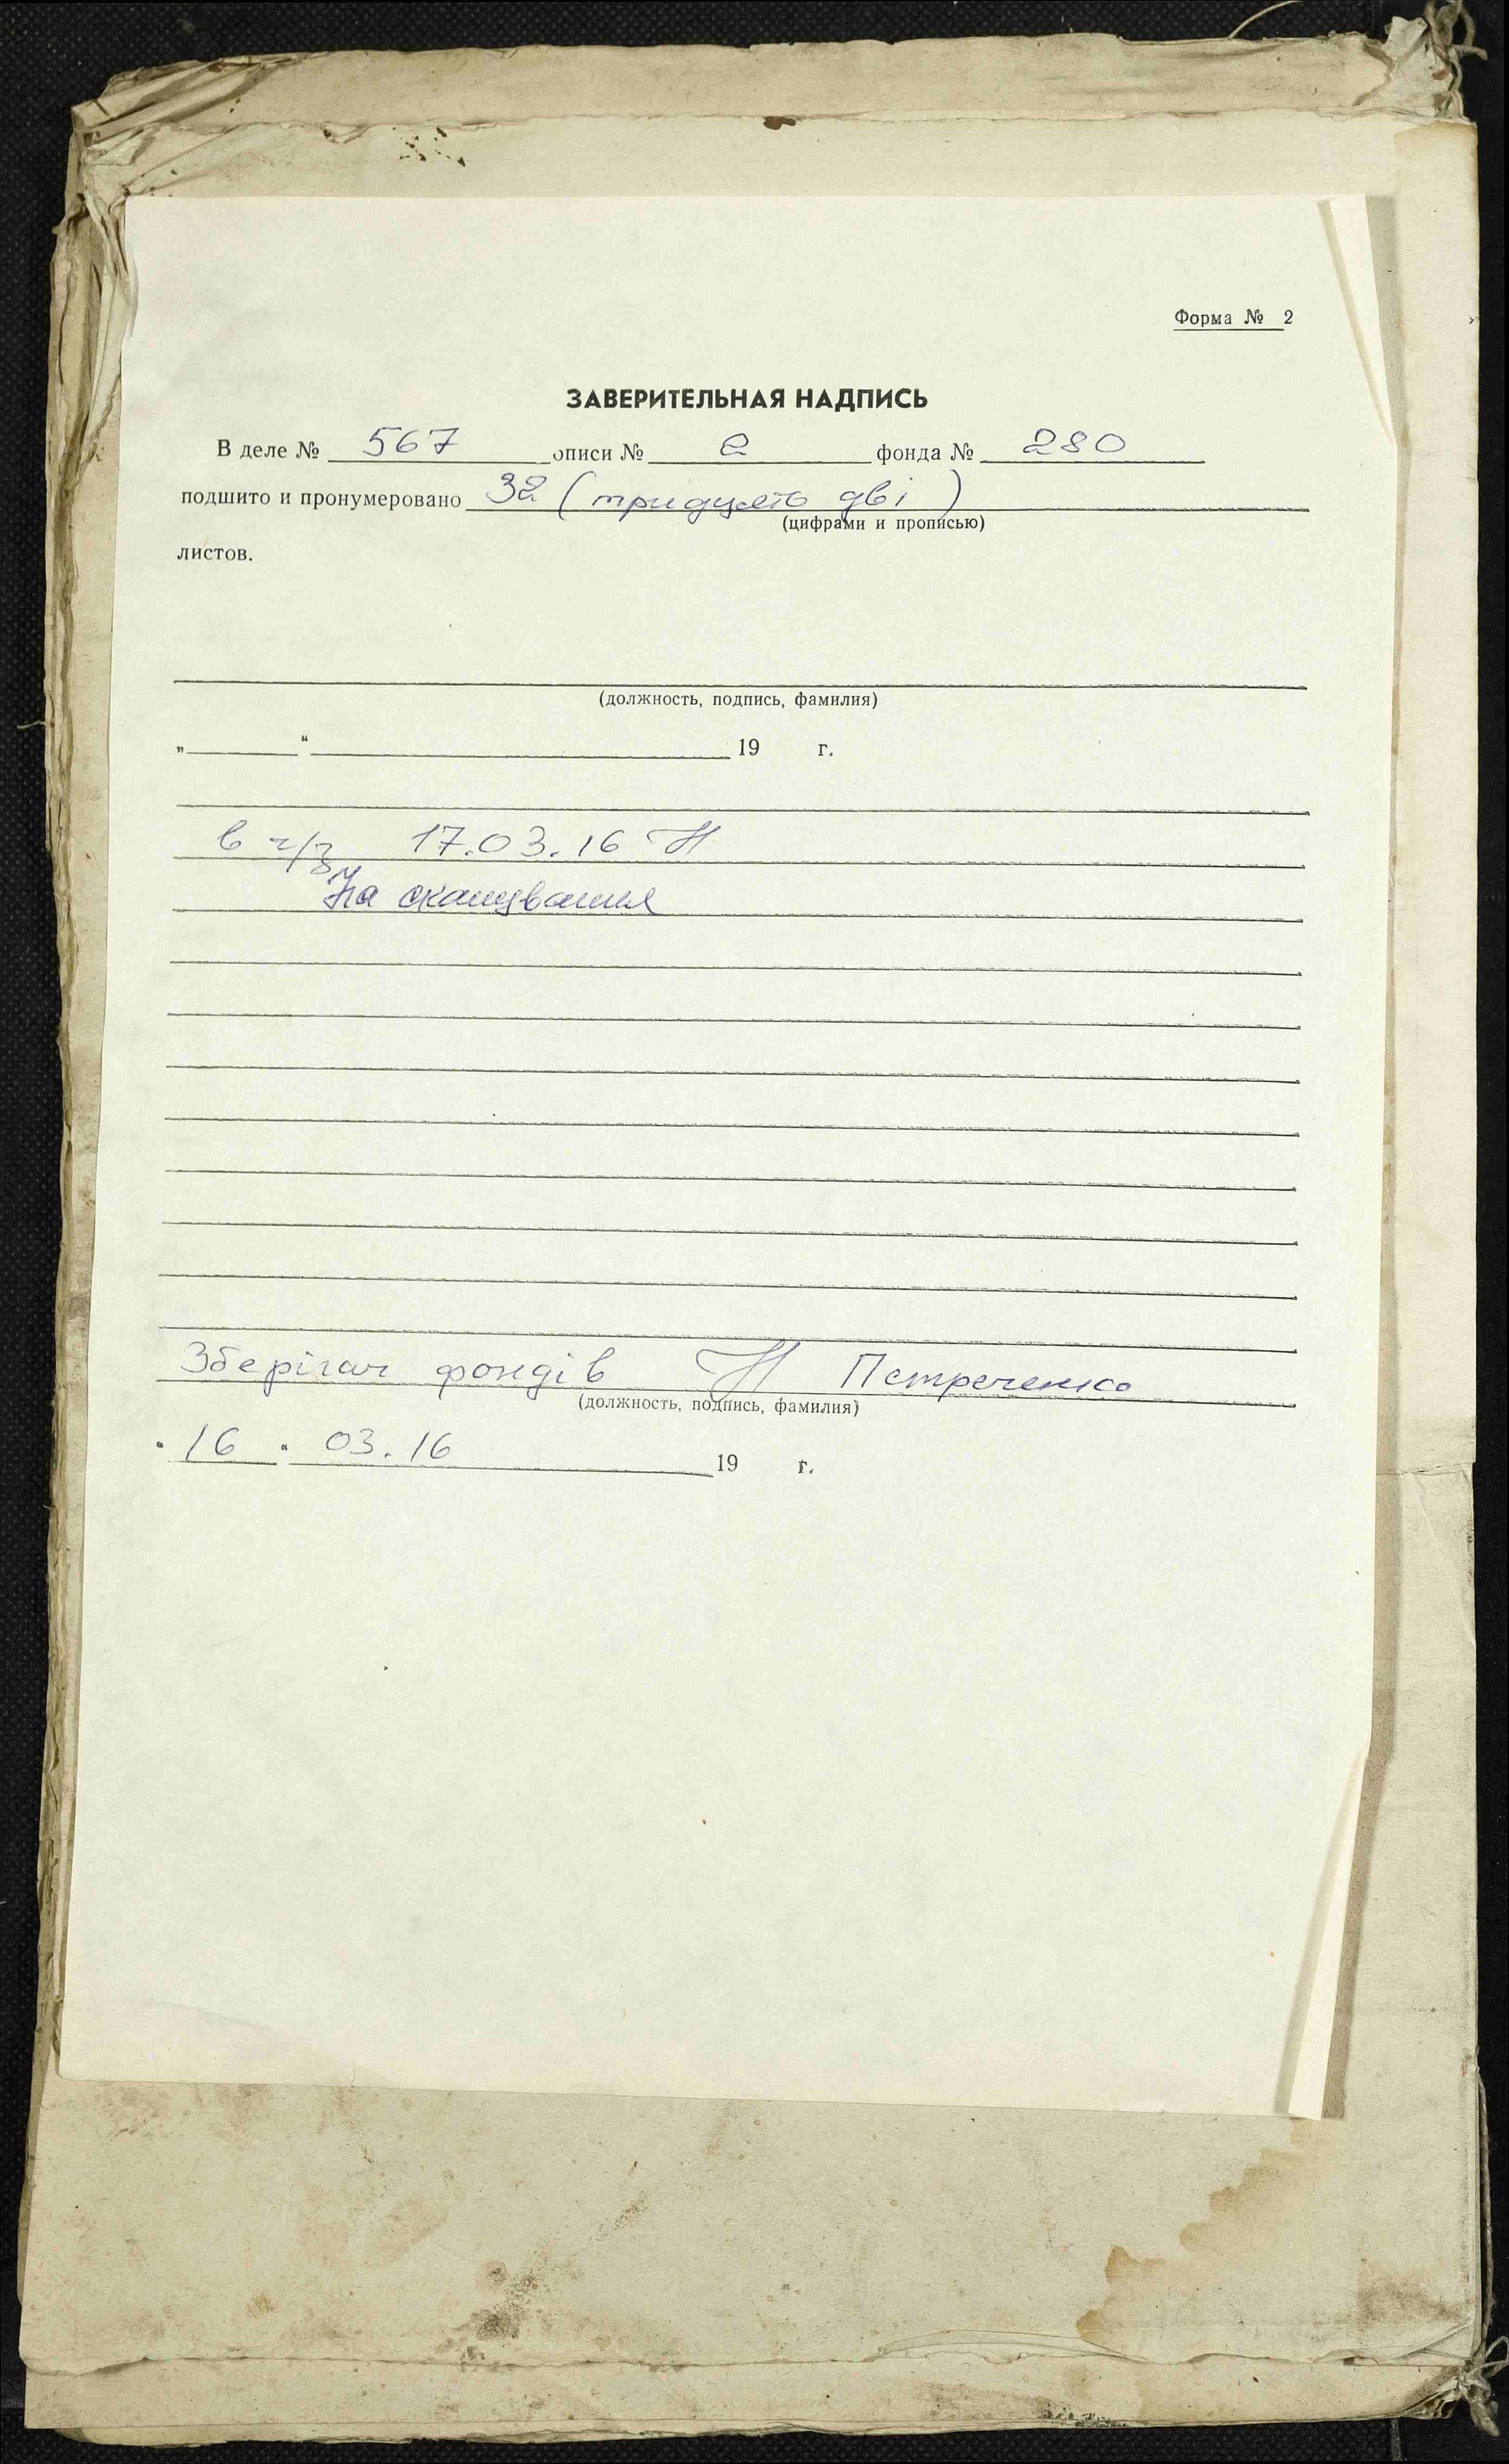 Форма № 2
ЗАВЕРИТЕЛЬНАЯ НАДПИСЬ
В деле № 567 описи № 2 фонда № 280
подшито и пронумеровано 32 (тридцять дві)
(цифрами и прописью)
листов.
(должность, подпись, фамилия)
„ “ 19 г.
в ч/з 17.03.16
На сканування
Зберігач фондів Петреченко
(должность, подпись, фамилия)
" 16 " 03.16 19 г.